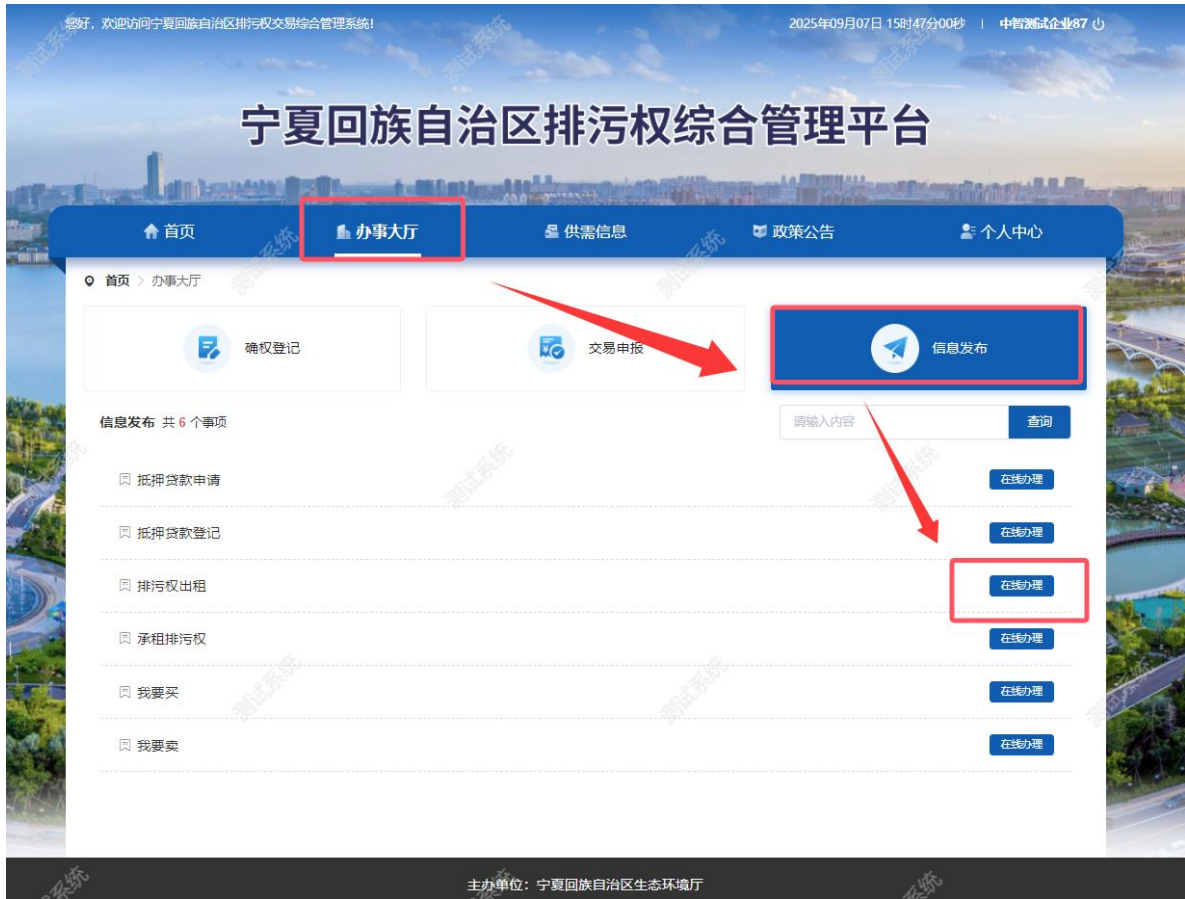 您好，欢迎访问宁夏回族自治区排污权交易综合管理系统!
2025年09月07日 15时47分00秒 | 中智测试企业87
宁夏回族自治区排污权综合管理平台
首页 办事大厅 供需信息 政策公告 个人中心
首页 > 办事大厅
确权登记 交易申报 信息发布
信息发布 共 6 个事项 请输入内容 查询
抵押贷款申请 在线办理
抵押贷款登记 在线办理
排污权出租 在线办理
承租排污权 在线办理
我要买 在线办理
我要卖 在线办理
主办单位：宁夏回族自治区生态环境厅
测试系统